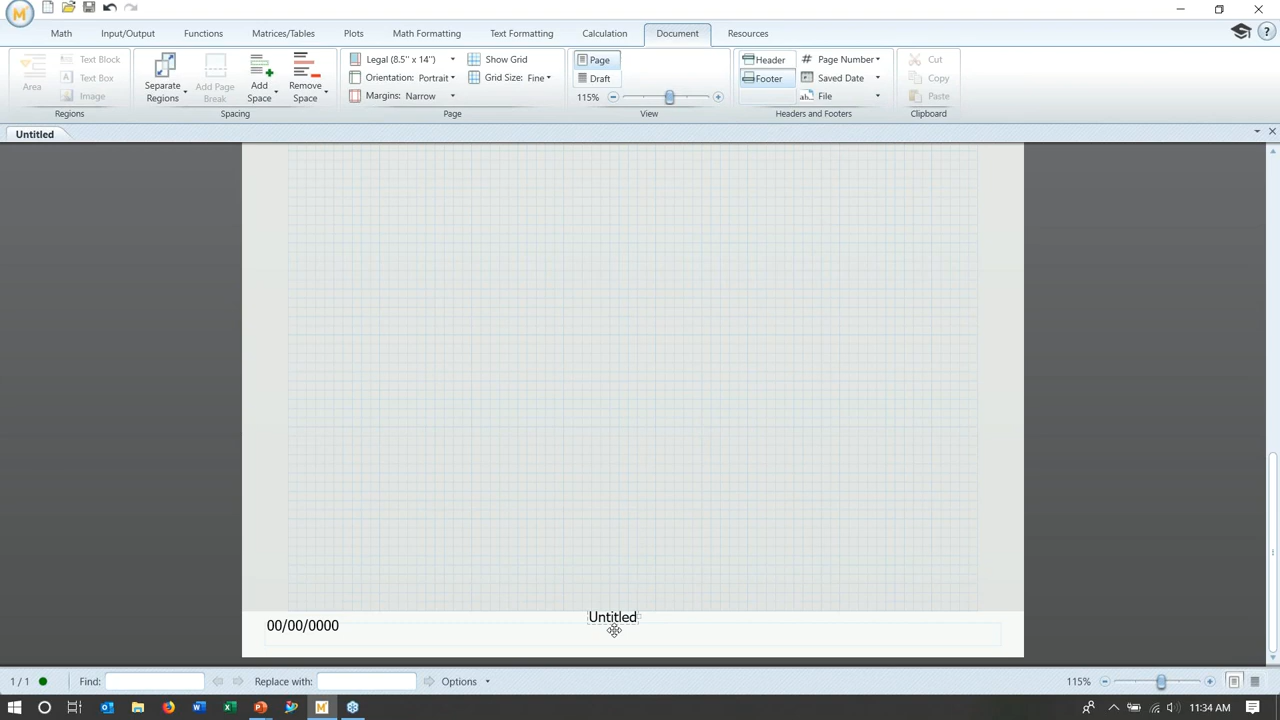 M
Math Input/Output Functions Matrices/Tables Plots Math Formatting Text Formatting Calculation Document Resources
?
Area
Text Block
Text Box
Image
Regions
Separate Regions
Add Page Break
Add Space
Remove Space
Spacing
Legal (8.5" x 14")
Orientation: Portrait
Margins: Narrow
Show Grid
Grid Size: Fine
Page
Page
Draft
115%
View
Header
Footer
# Page Number
Saved Date
File
Headers and Footers
Cut
Copy
Paste
Clipboard
Untitled
Untitled
00/00/0000
1 / 1
Find:
Replace with:
Options
115%
11:34 AM